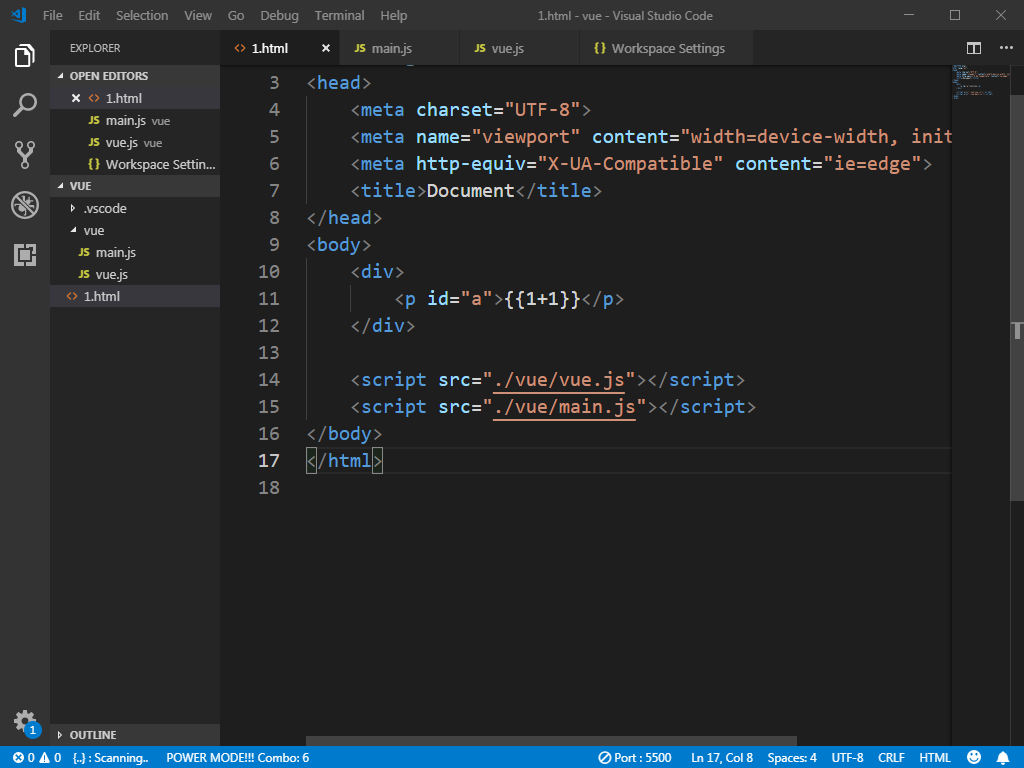 File Edit Selection View Go Debug Terminal Help 1.html - vue - Visual Studio Code
EXPLORER
OPEN EDITORS
1.html
JS main.js vue
JS vue.js vue
{} Workspace Settin...
VUE
.vscode
vue
JS main.js
JS vue.js
<> 1.html
OUTLINE
<> 1.html JS main.js JS vue.js {} Workspace Settings
3 <head>
4 <meta charset="UTF-8">
5 <meta name="viewport" content="width=device-width, init
6 <meta http-equiv="X-UA-Compatible" content="ie=edge">
7 <title>Document</title>
8 </head>
9 <body>
10 <div>
11 <p id="a">{{1+1}}</p>
12 </div>
13
14 <script src="./vue/vue.js"></script>
15 <script src="./vue/main.js"></script>
16 </body>
17 </html>
18
T
1
0 0 {..} : Scanning.. POWER MODE!!! Combo: 6 Port : 5500 Ln 17, Col 8 Spaces: 4 UTF-8 CRLF HTML